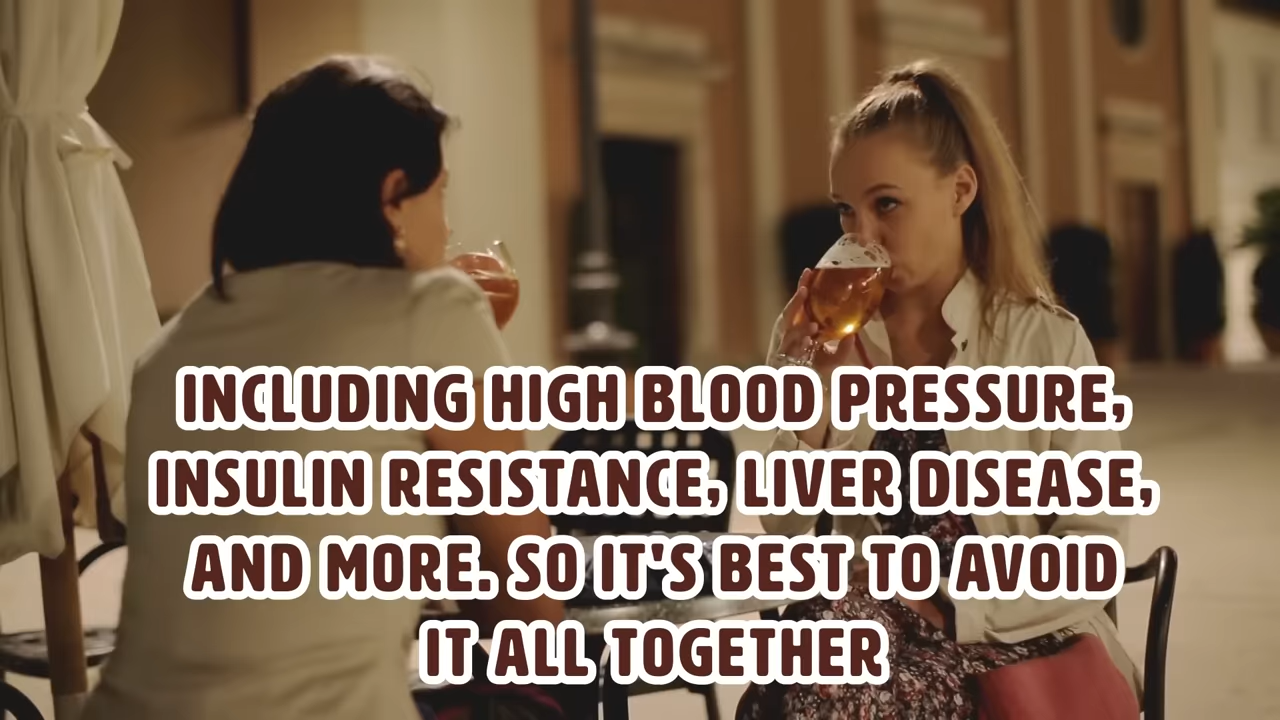 INCLUDING HIGH BLOOD PRESSURE,
INSULIN RESISTANCE, LIVER DISEASE,
AND MORE. SO IT'S BEST TO AVOID
IT ALL TOGETHER